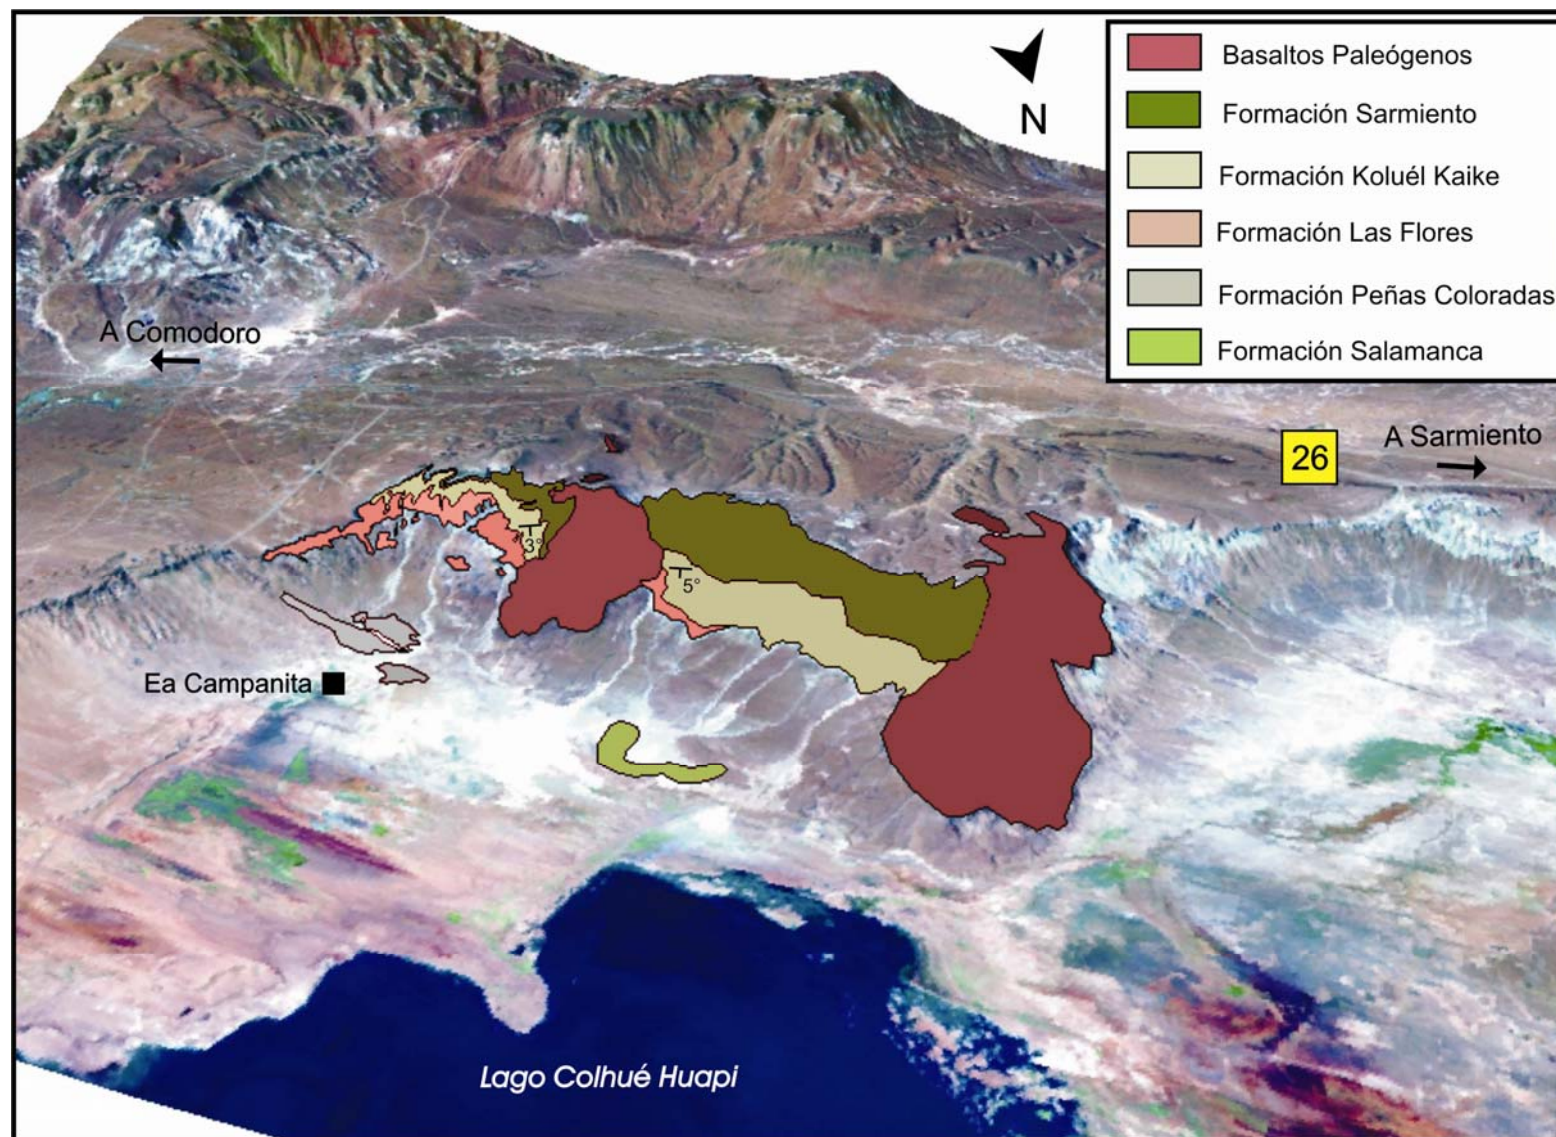 N
Basaltos Paleógenos
Formación Sarmiento
Formación Koluél Kaike
Formación Las Flores
Formación Peñas Coloradas
Formación Salamanca
A Comodoro
26
A Sarmiento
3°
5°
Ea Campanita
Lago Colhué Huapi